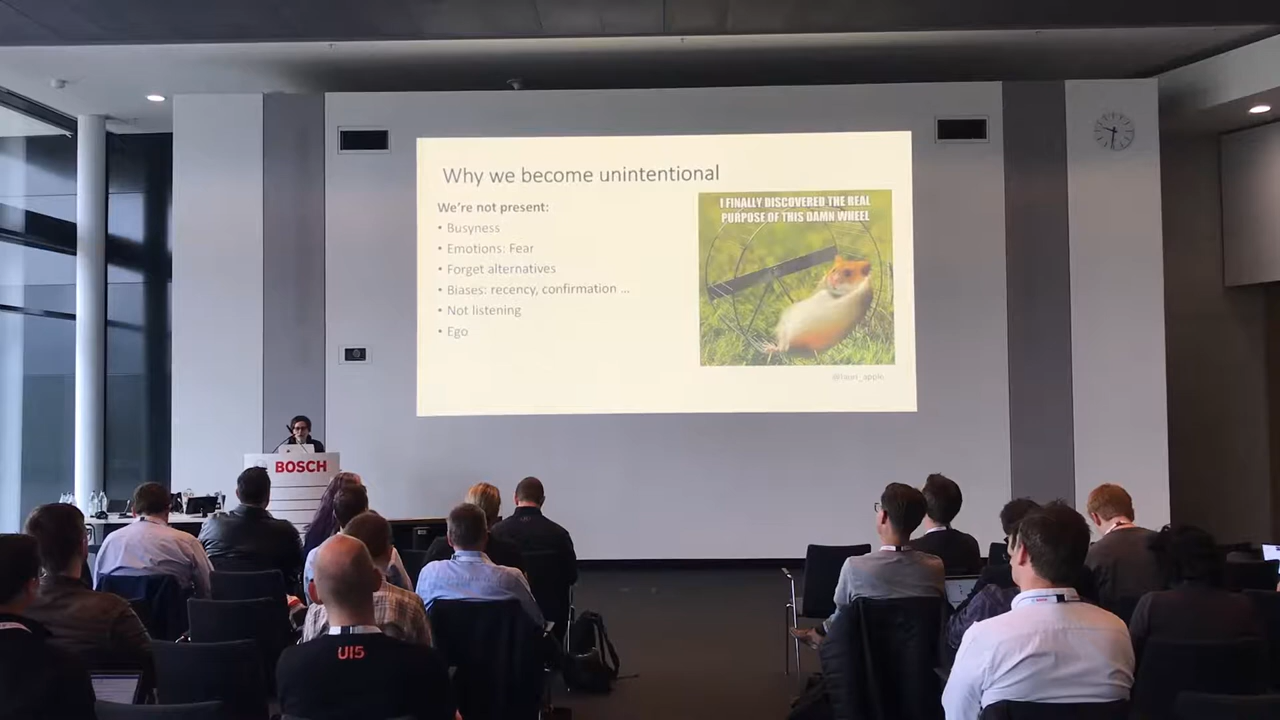 Why we become unintentional
We're not present:
• Busyness
• Emotions: Fear
• Forget alternatives
• Biases: recency, confirmation ...
• Not listening
• Ego
I FINALLY DISCOVERED THE REAL
PURPOSE OF THIS DAMN WHEEL
BOSCH
UI5